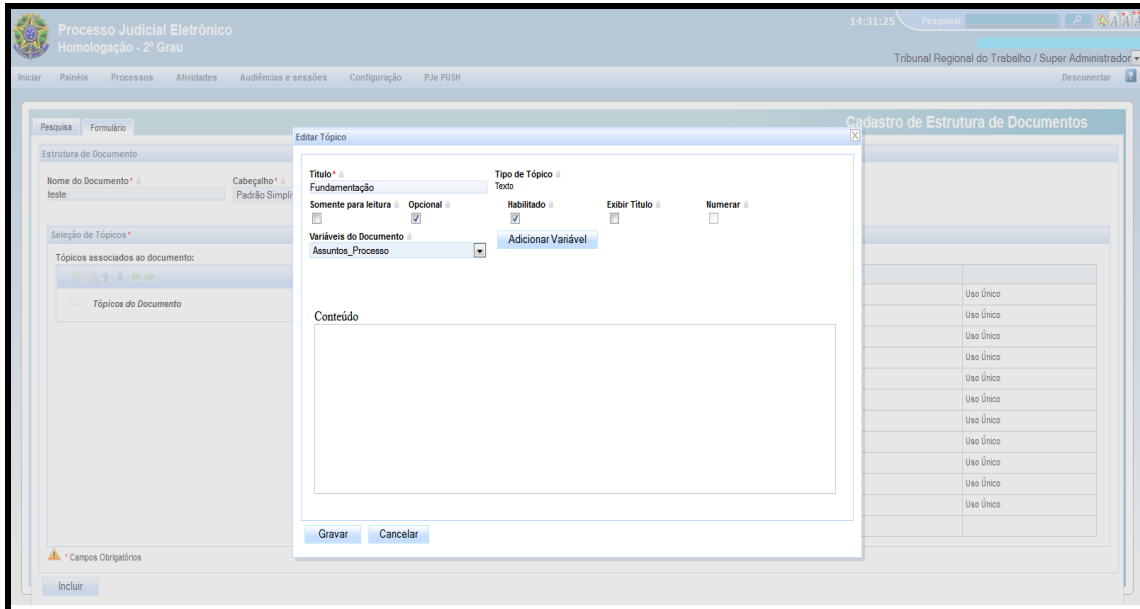 Processo Judicial Eletrônico
Homologação - 2º Grau
14:31:25 Pesquisar
A A A
Tribunal Regional do Trabalho / Super Administrador
Iniciar Painéis Processos Atividades Audiências e sessões Configuração PJe PUSH Desconectar ?
Pesquisa Formulário Cadastro de Estrutura de Documentos
Estrutura de Documento
Nome do Documento* Cabeçalho*
teste Padrão Simpli
Seleção de Tópicos*
Tópicos associados ao documento:
Tópicos do Documento
Editar Tópico X
Título* Tipo de Tópico
Fundamentação Texto
Somente para leitura Opcional Habilitado Exibir Título Numerar
Variáveis do Documento
Assuntos_Processo Adicionar Variável
Conteúdo
Gravar Cancelar
Uso Único
Uso Único
Uso Único
Uso Único
Uso Único
Uso Único
Uso Único
Uso Único
Uso Único
Uso Único
Uso Único
* Campos Obrigatórios
Incluir